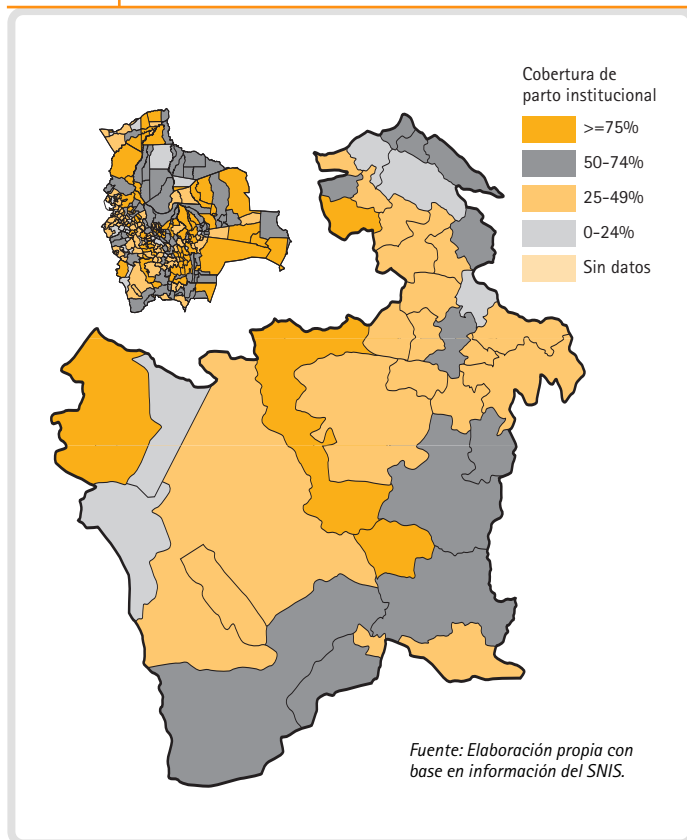 Cobertura de
parto institucional
>=75%
50-74%
25-49%
0-24%
Sin datos
Fuente: Elaboración propia con
base en información del SNIS.